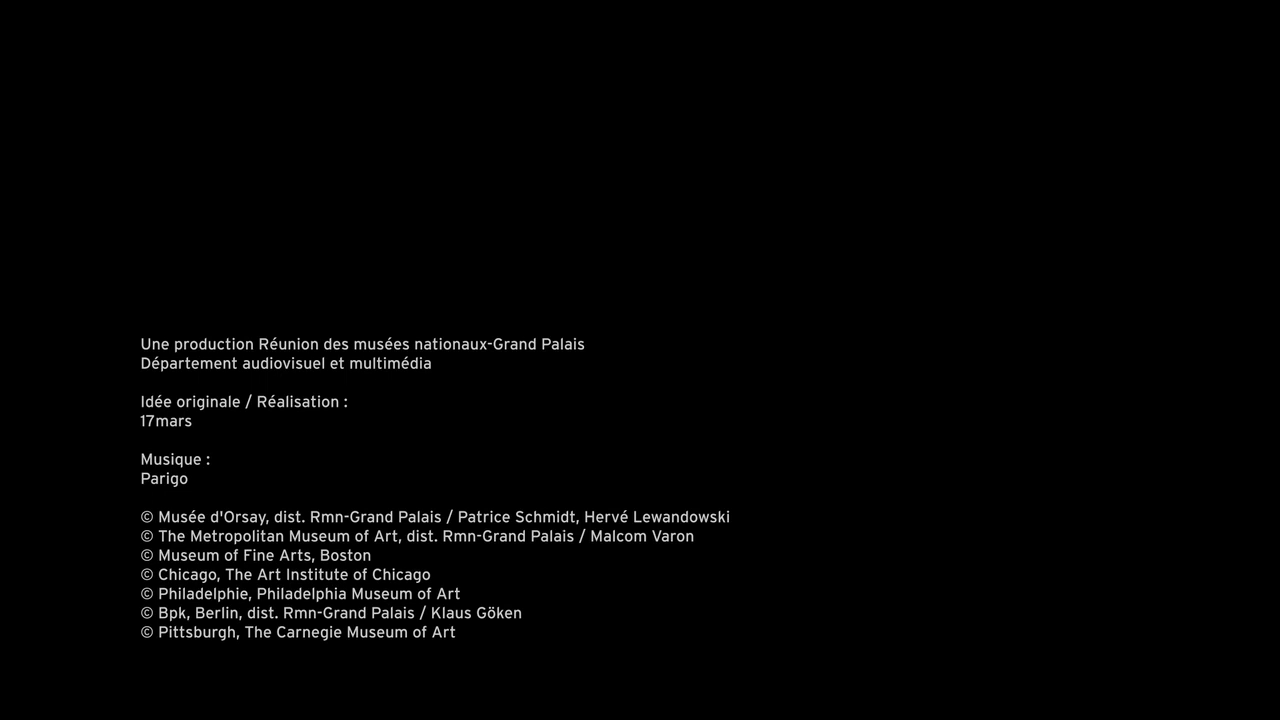 Une production Réunion des musées nationaux-Grand Palais
Département audiovisuel et multimédia
Idée originale / Réalisation :
17mars
Musique :
Parigo
© Musée d'Orsay, dist. Rmn-Grand Palais / Patrice Schmidt, Hervé Lewandowski
© The Metropolitan Museum of Art, dist. Rmn-Grand Palais / Malcom Varon
© Museum of Fine Arts, Boston
© Chicago, The Art Institute of Chicago
© Philadelphie, Philadelphia Museum of Art
© Bpk, Berlin, dist. Rmn-Grand Palais / Klaus Göken
© Pittsburgh, The Carnegie Museum of Art